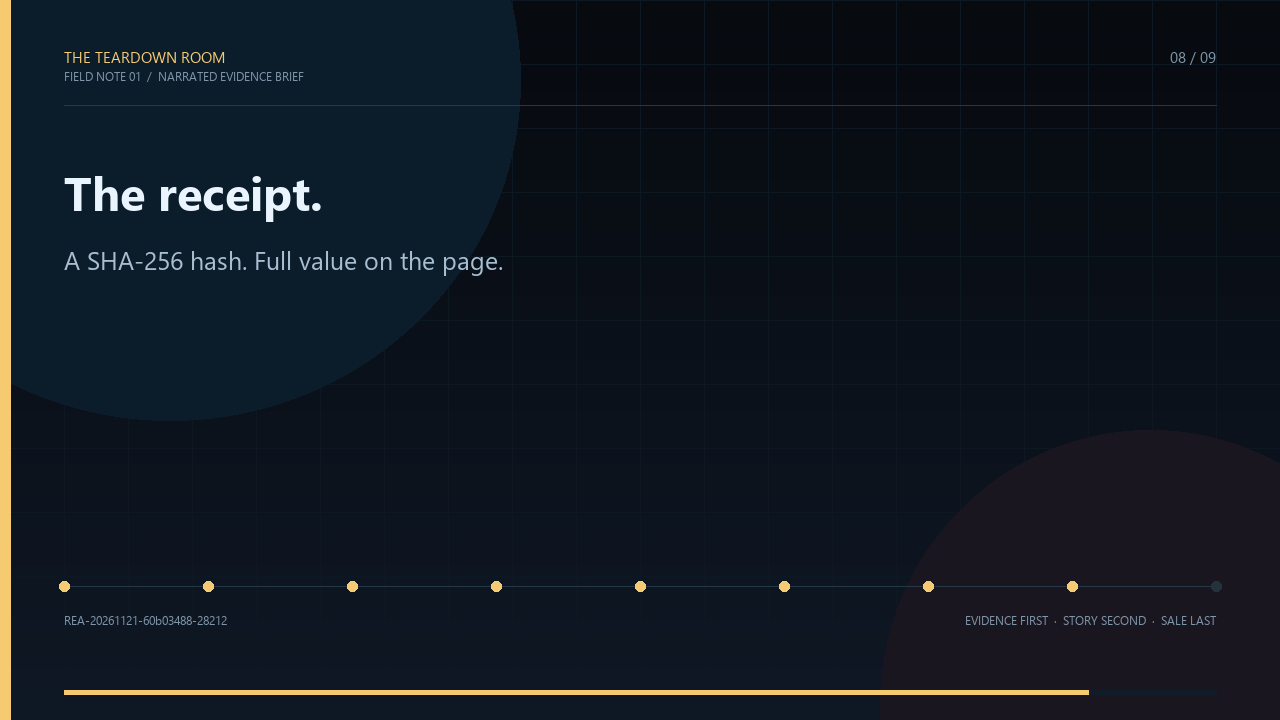 THE TEARDOWN ROOM
08 / 09
FIELD NOTE 01 / NARRATED EVIDENCE BRIEF
The receipt.
A SHA-256 hash. Full value on the page.
REA-20261121-60b03488-28212
EVIDENCE FIRST · STORY SECOND · SALE LAST